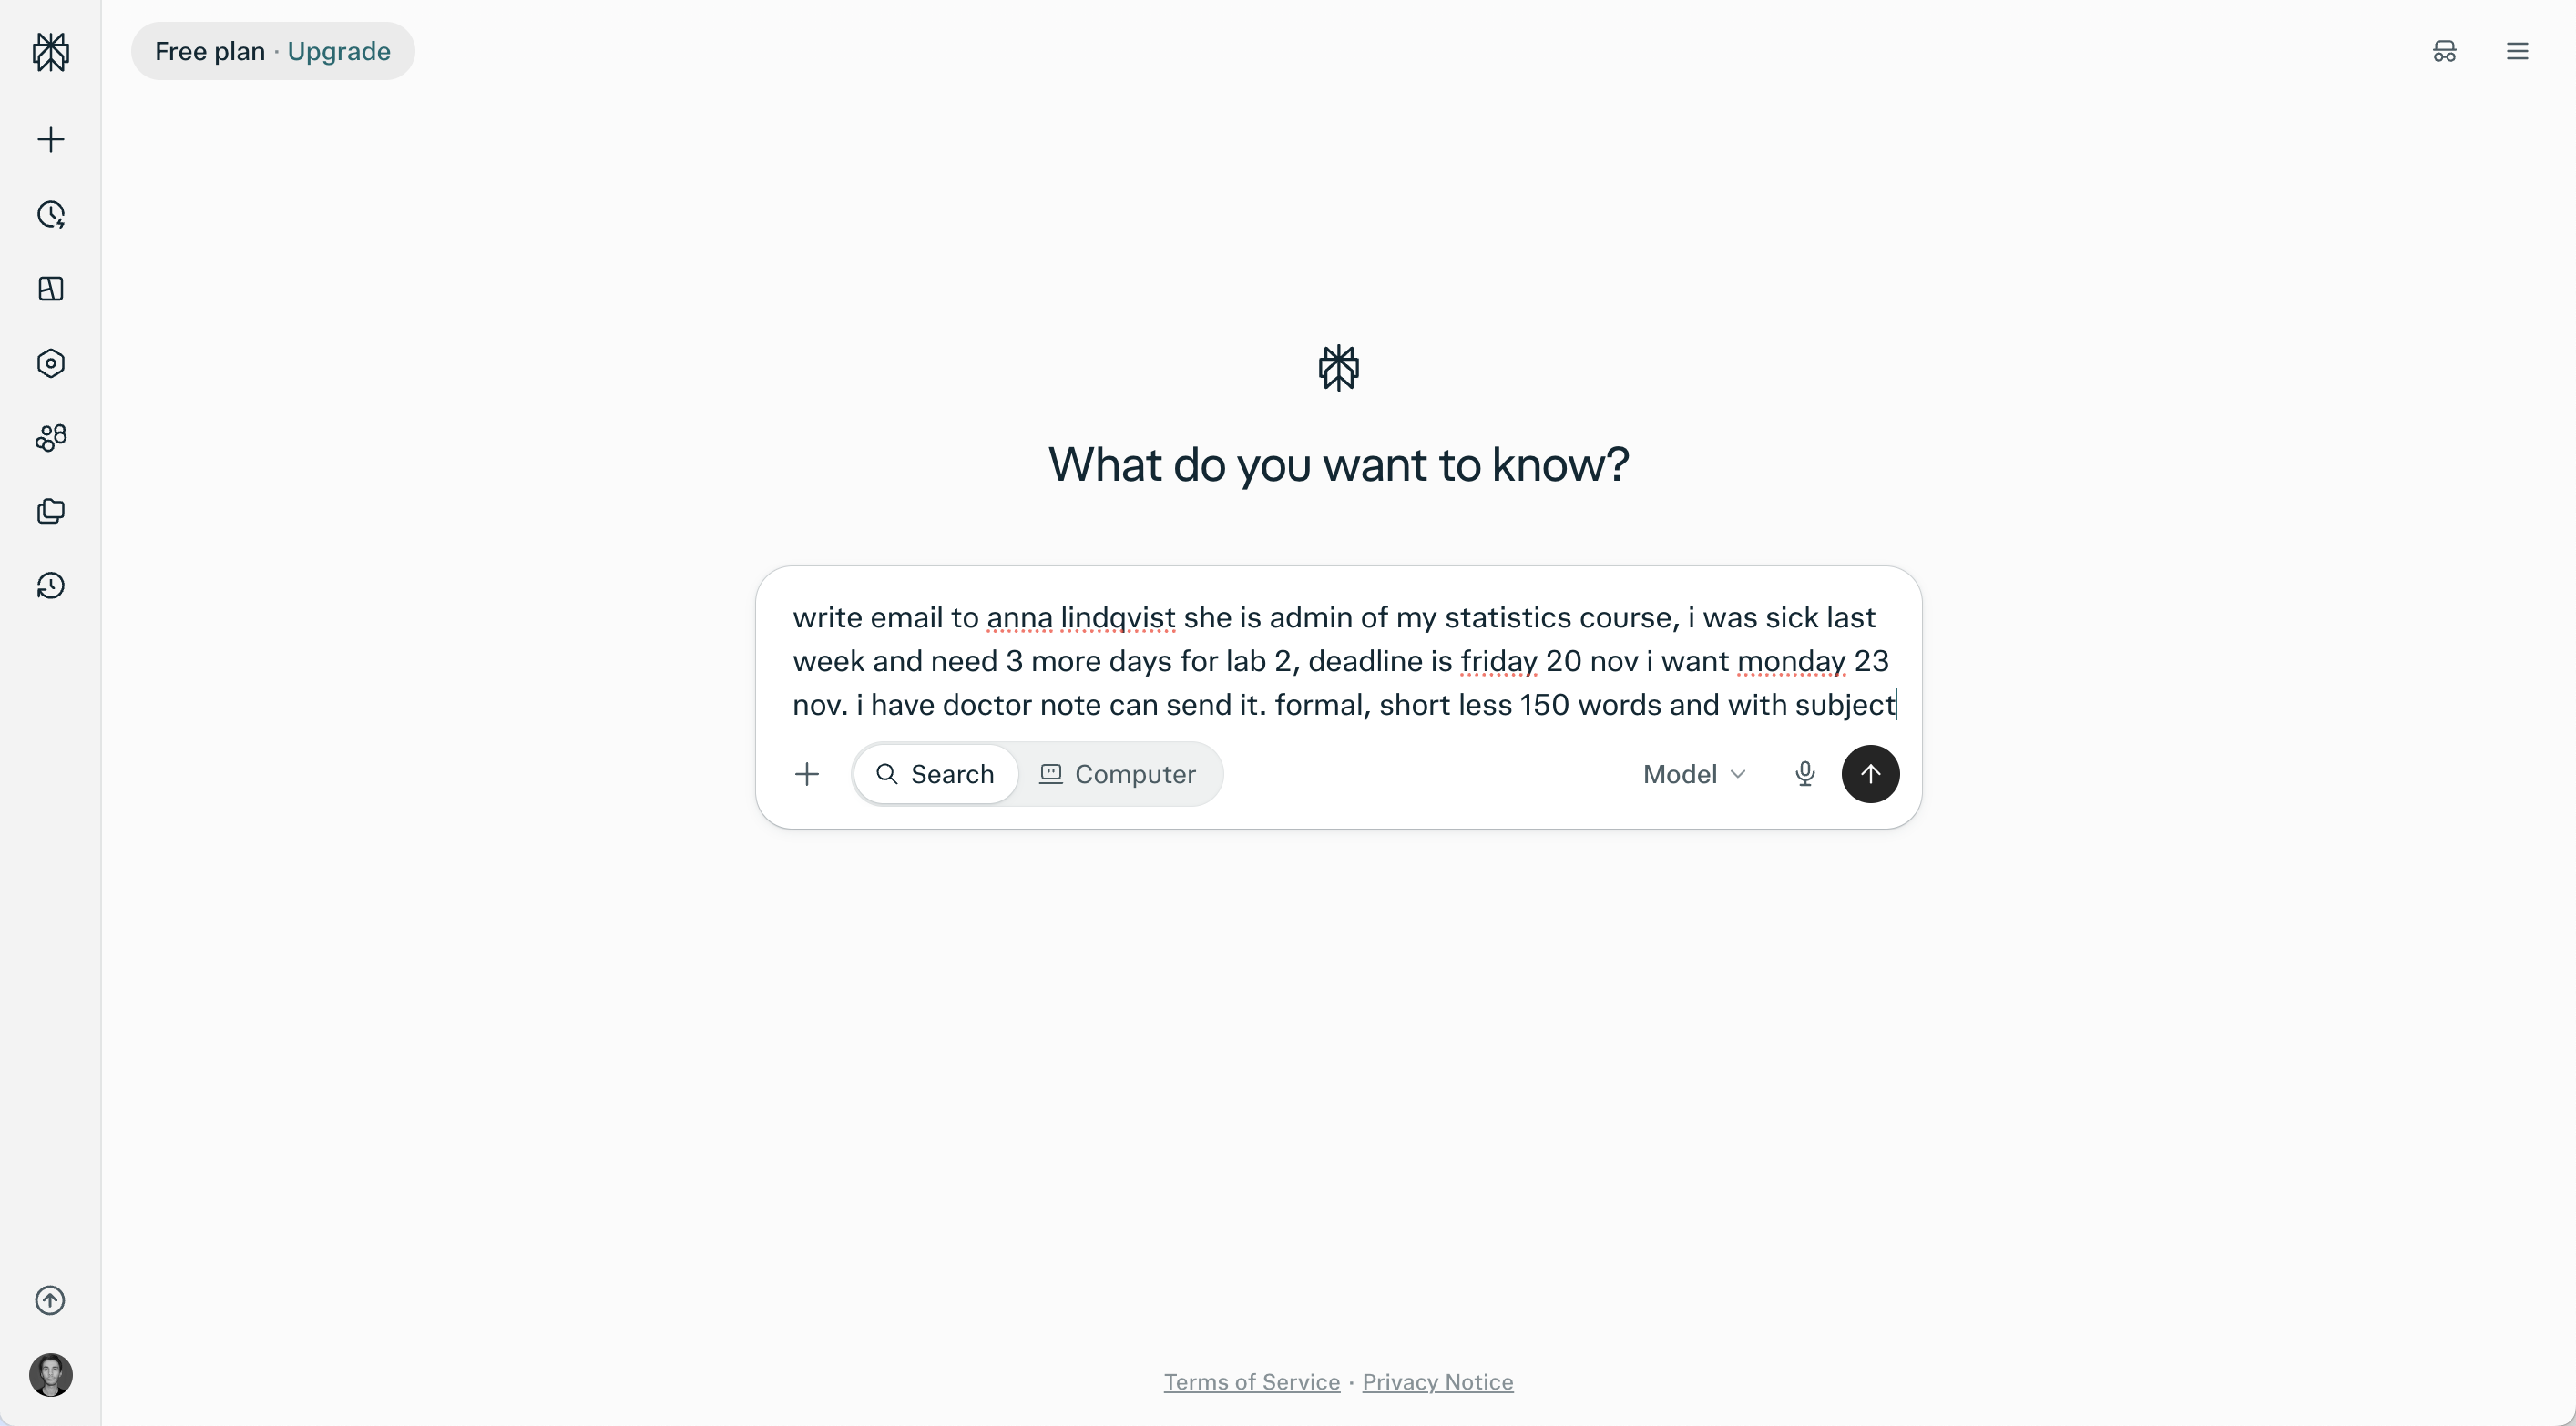 Free plan · Upgrade
What do you want to know?
write email to anna lindqvist she is admin of my statistics course, i was sick last
week and need 3 more days for lab 2, deadline is friday 20 nov i want monday 23
nov. i have doctor note can send it. formal, short less 150 words and with subject
Search Computer Model
Terms of Service · Privacy Notice